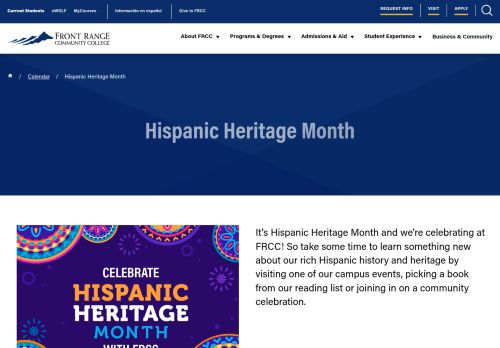 Current Students eWOLF MyCourses Información en español Give to FRCC REQUEST INFO VISIT APPLY
FRONT RANGE
COMMUNITY COLLEGE
About FRCC Programs & Degrees Admissions & Aid Student Experience Business & Community
/ Calendar / Hispanic Heritage Month
Hispanic Heritage Month
CELEBRATE
HISPANIC
HERITAGE
MONTH
WITH FRCC
It's Hispanic Heritage Month and we're celebrating at
FRCC! So take some time to learn something new
about our rich Hispanic history and heritage by
visiting one of our campus events, picking a book
from our reading list or joining in on a community
celebration.